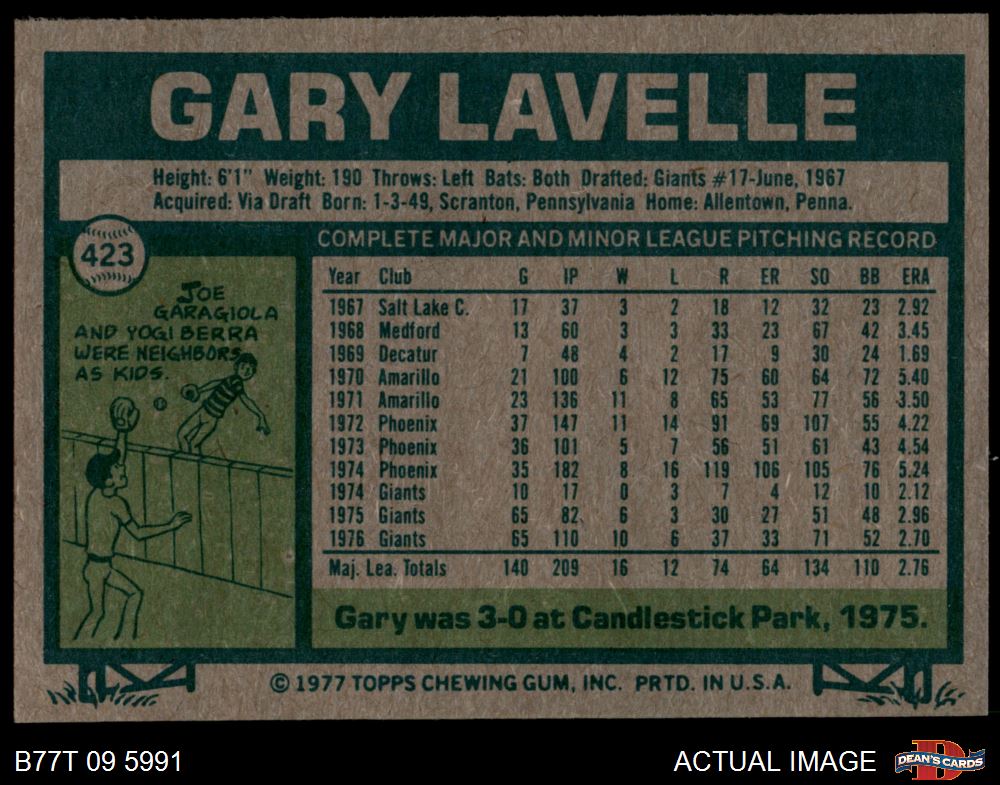 GARY LAVELLE
Height: 6'1" Weight: 190 Throws: Left Bats: Both Drafted: Giants #17-June, 1967
Acquired: Via Draft Born: 1-3-49, Scranton, Pennsylvania Home: Allentown, Penna.
423
JOE
GARAGIOLA
AND YOGI BERRA
WERE NEIGHBORS
AS KIDS.
COMPLETE MAJOR AND MINOR LEAGUE PITCHING RECORD
Year Club G IP W L R ER SO BB ERA
1967 Salt Lake C. 17 37 3 2 18 12 32 23 2.92
1968 Medford 13 60 3 3 33 23 67 42 3.45
1969 Decatur 7 48 4 2 17 9 30 24 1.69
1970 Amarillo 21 100 6 12 75 60 64 72 5.40
1971 Amarillo 23 136 11 8 65 53 77 56 3.50
1972 Phoenix 37 147 11 14 91 69 107 55 4.22
1973 Phoenix 36 101 5 7 56 51 61 43 4.54
1974 Phoenix 35 182 8 16 119 106 105 76 5.24
1974 Giants 10 17 0 3 7 4 12 10 2.12
1975 Giants 65 82 6 3 30 27 51 48 2.96
1976 Giants 65 110 10 6 37 33 71 52 2.70
Maj. Lea. Totals 140 209 16 12 74 64 134 110 2.76
Gary was 3-0 at Candlestick Park, 1975.
© 1977 TOPPS CHEWING GUM, INC. PRTD. IN U.S.A.
B77T 09 5991
ACTUAL IMAGE
D
DEAN'S CARDS